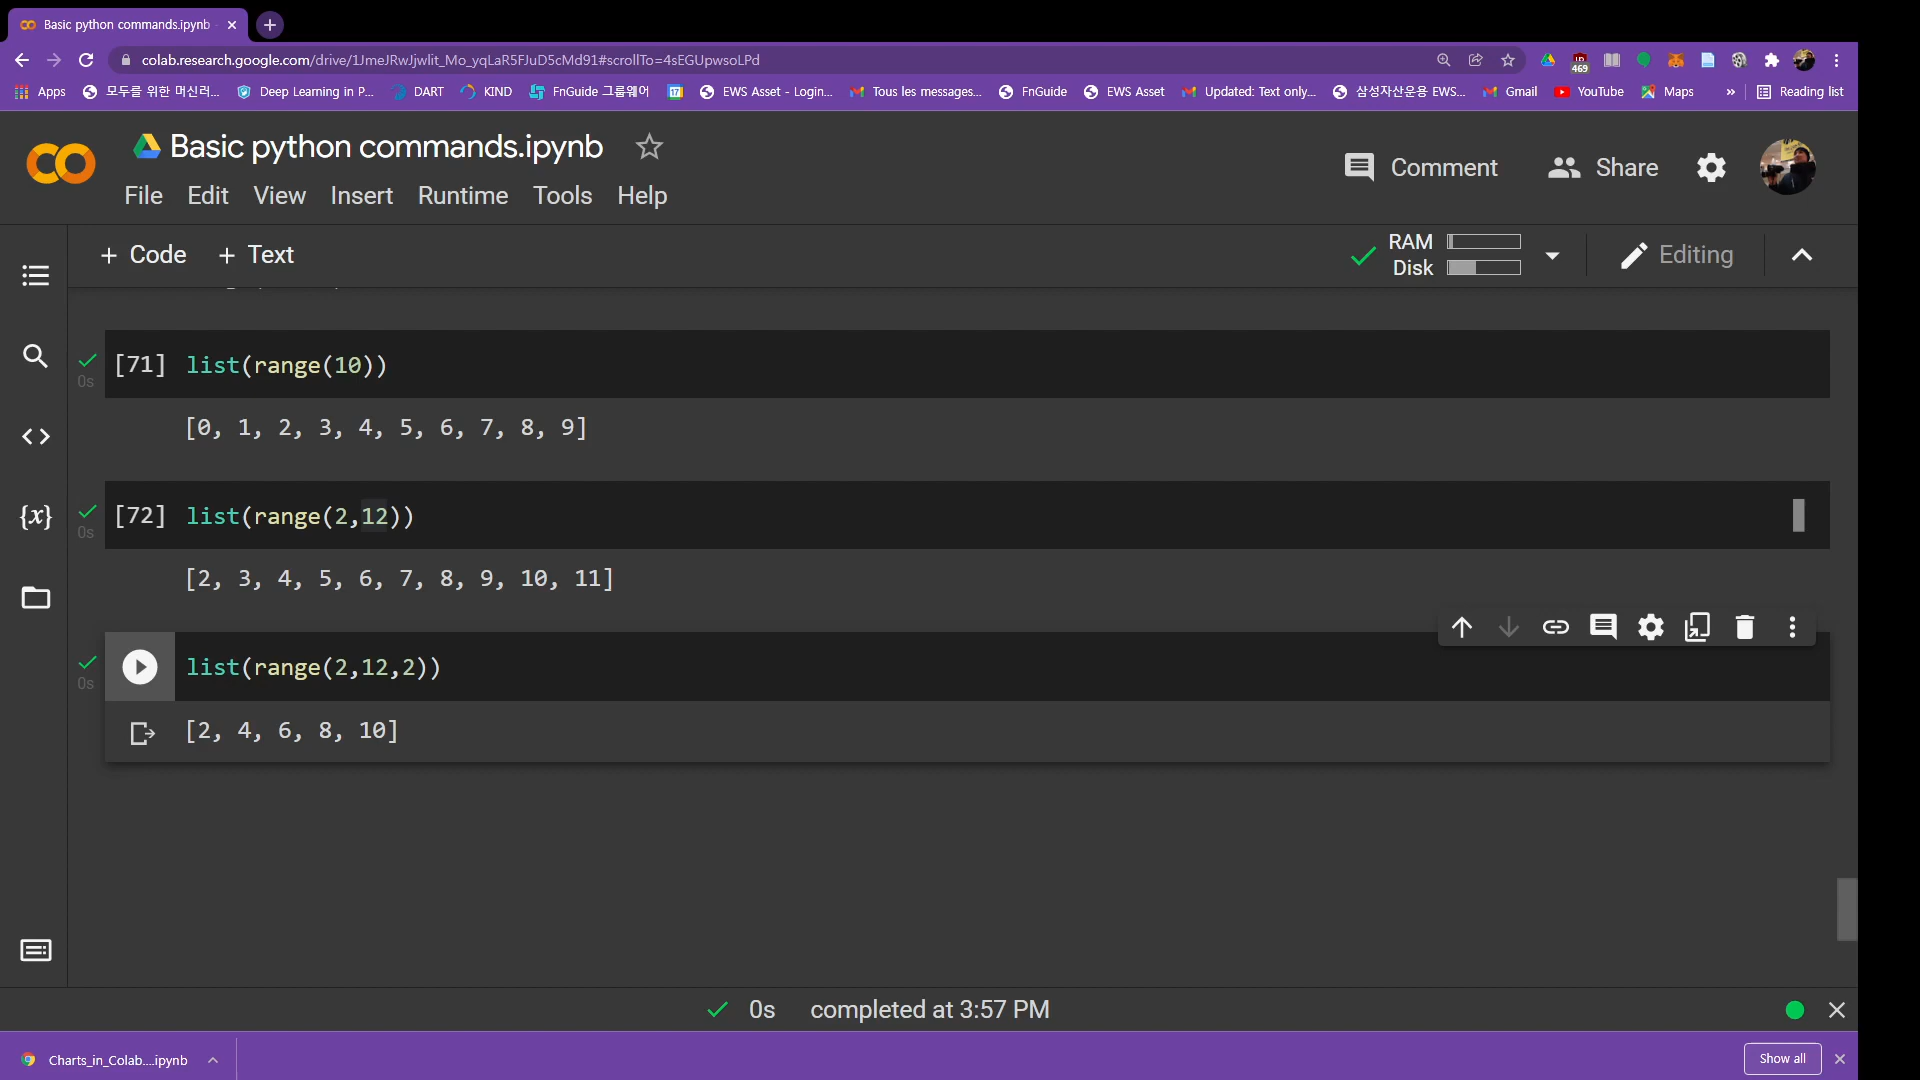 Basic python commands.ipynb
colab.research.google.com/drive/1JmeJRwJjwlit_Mo_yqLaR5FJuD5cMd91#scrollTo=4sEGUpwsoLPd
469
Apps 모두를 위한 머신러... Deep Learning in P... DART KIND FnGuide 그룹웨어 17 EWS Asset - Login... Tous les messages... FnGuide EWS Asset Updated: Text only... 삼성자산운용 EWS... Gmail YouTube Maps » Reading list
Basic python commands.ipynb
Comment Share
File Edit View Insert Runtime Tools Help
+ Code + Text
RAM
Disk
Editing
[71] list(range(10))
0s
[0, 1, 2, 3, 4, 5, 6, 7, 8, 9]
[72] list(range(2,12))
0s
[2, 3, 4, 5, 6, 7, 8, 9, 10, 11]
list(range(2,12,2))
0s
[2, 4, 6, 8, 10]
0s completed at 3:57 PM
Charts_in_Colab....ipynb
Show all